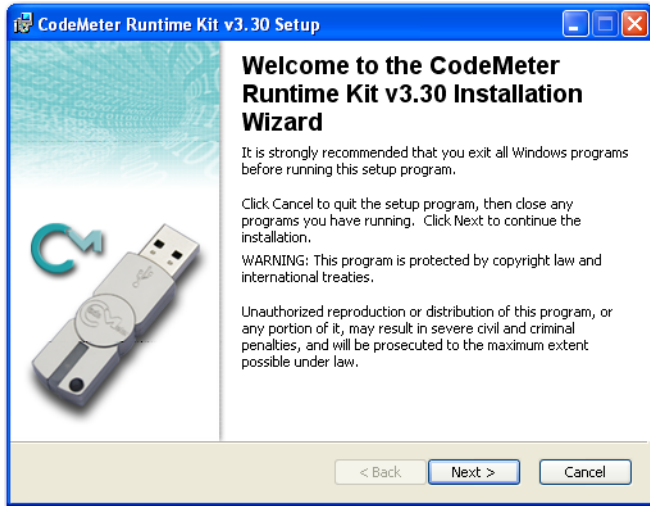 CodeMeter Runtime Kit v3.30 Setup
Welcome to the CodeMeter
Runtime Kit v3.30 Installation
Wizard
It is strongly recommended that you exit all Windows programs
before running this setup program.
Click Cancel to quit the setup program, then close any
programs you have running. Click Next to continue the
installation.
WARNING: This program is protected by copyright law and
international treaties.
Unauthorized reproduction or distribution of this program, or
any portion of it, may result in severe civil and criminal
penalties, and will be prosecuted to the maximum extent
possible under law.
CM
< Back
Next >
Cancel